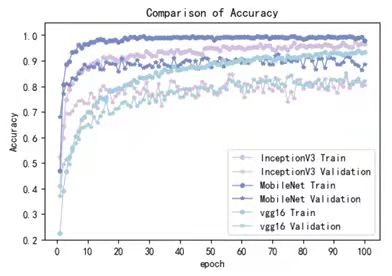 Comparison of Accuracy
1.0
0.9
0.8
0.7
0.6
0.5
0.4
0.3
0.2
Accuracy
InceptionV3 Train
InceptionV3 Validation
MobileNet Train
MobileNet Validation
vgg16 Train
vgg16 Validation
0 10 20 30 40 50 60 70 80 90 100
epoch